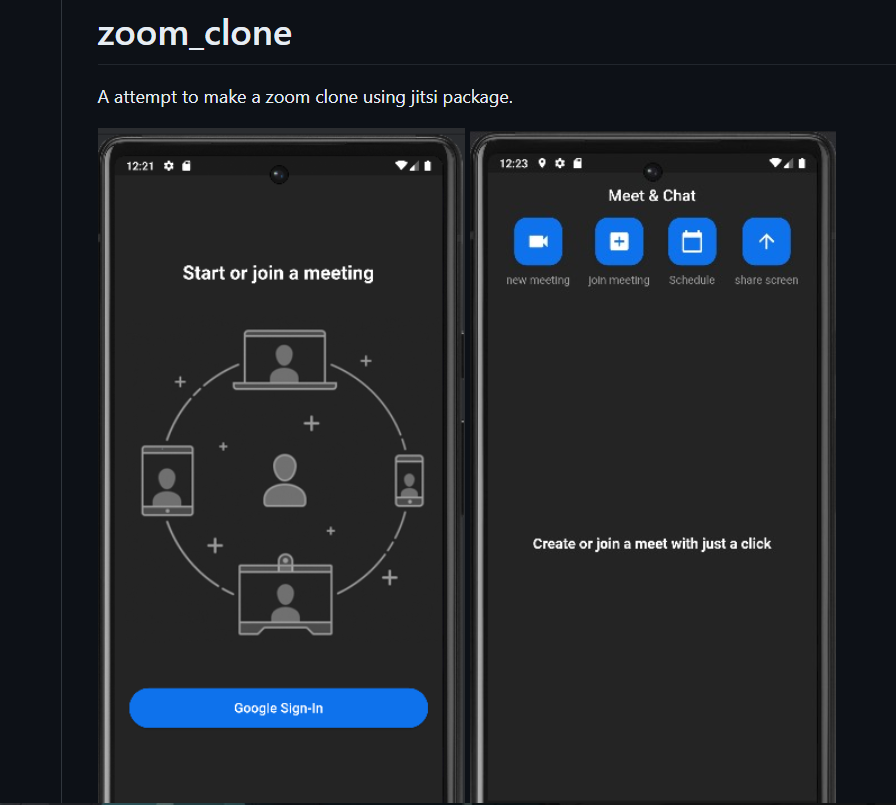 zoom_clone
A attempt to make a zoom clone using jitsi package.
12:21
Start or join a meeting
Google Sign-In
12:23
Meet & Chat
new meeting join meeting Schedule share screen
Create or join a meet with just a click